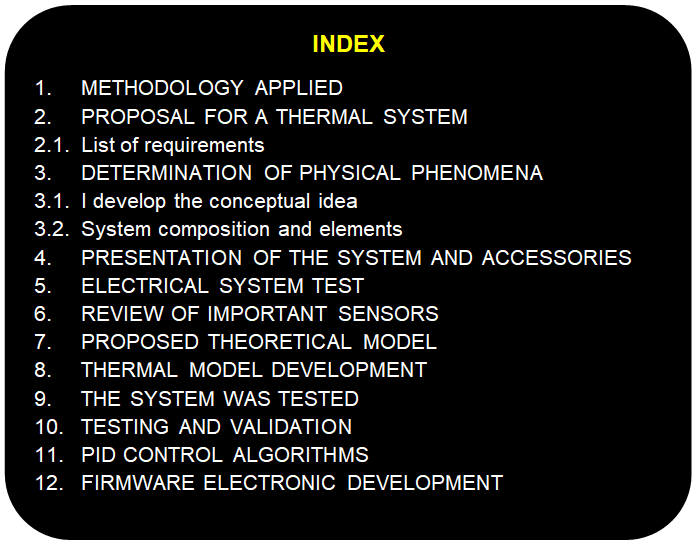 INDEX
1. METHODOLOGY APPLIED
2. PROPOSAL FOR A THERMAL SYSTEM
2.1. List of requirements
3. DETERMINATION OF PHYSICAL PHENOMENA
3.1. I develop the conceptual idea
3.2. System composition and elements
4. PRESENTATION OF THE SYSTEM AND ACCESSORIES
5. ELECTRICAL SYSTEM TEST
6. REVIEW OF IMPORTANT SENSORS
7. PROPOSED THEORETICAL MODEL
8. THERMAL MODEL DEVELOPMENT
9. THE SYSTEM WAS TESTED
10. TESTING AND VALIDATION
11. PID CONTROL ALGORITHMS
12. FIRMWARE ELECTRONIC DEVELOPMENT